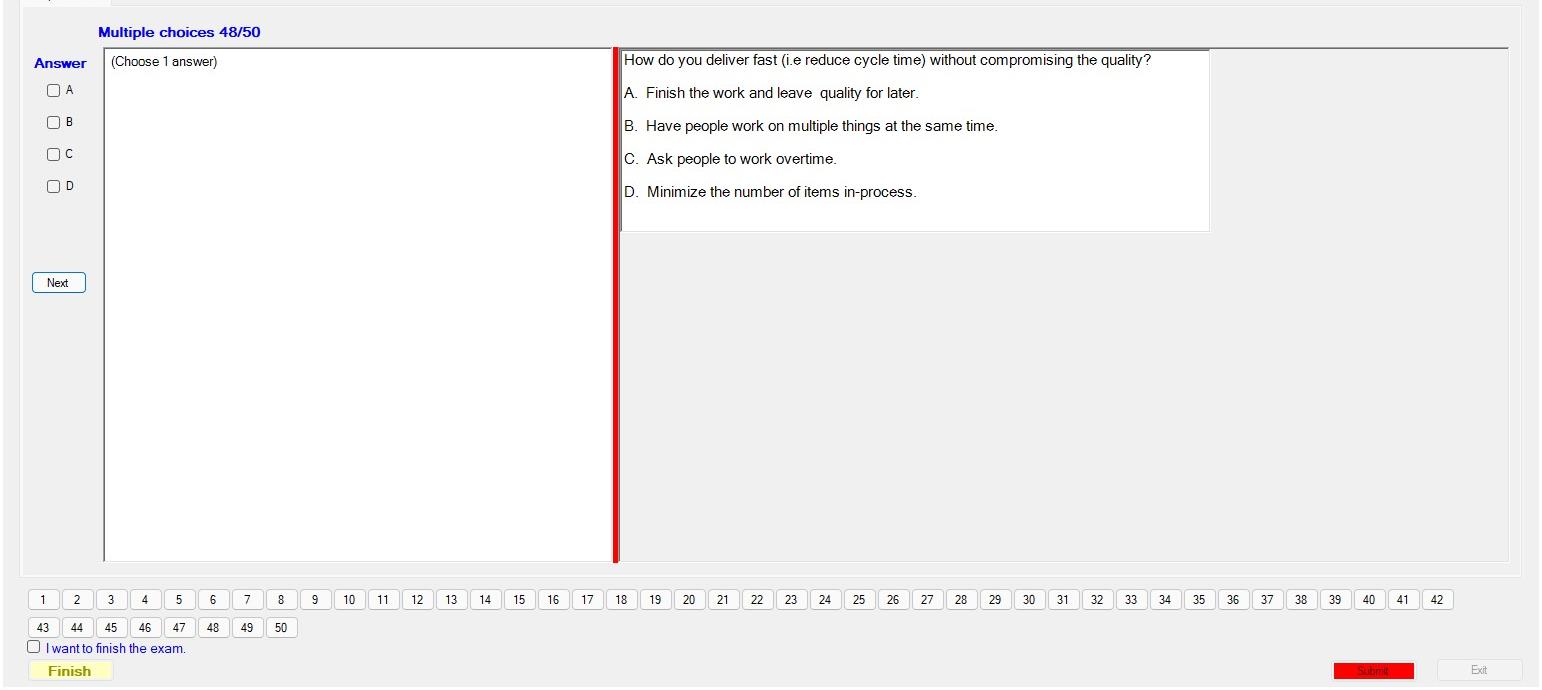 Multiple choices 48/50
Answer
(Choose 1 answer)
A
B
C
D
Next
How do you deliver fast (i.e reduce cycle time) without compromising the quality?
A. Finish the work and leave quality for later.
B. Have people work on multiple things at the same time.
C. Ask people to work overtime.
D. Minimize the number of items in-process.
1 2 3 4 5 6 7 8 9 10 11 12 13 14 15 16 17 18 19 20 21 22 23 24 25 26 27 28 29 30 31 32 33 34 35 36 37 38 39 40 41 42
43 44 45 46 47 48 49 50
I want to finish the exam.
Finish
Submit
Exit